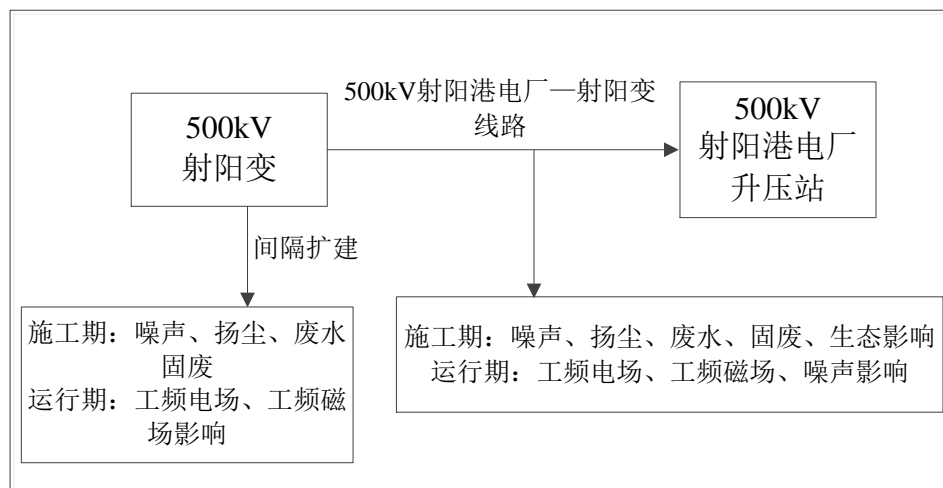 500kV射阳港电厂—射阳变
线路
500kV
射阳变
500kV
射阳港电厂
升压站
间隔扩建
施工期：噪声、扬尘、废水
固废
运行期：工频电场、工频磁
场影响
施工期：噪声、扬尘、废水、固废、生态影响
运行期：工频电场、工频磁场、噪声影响